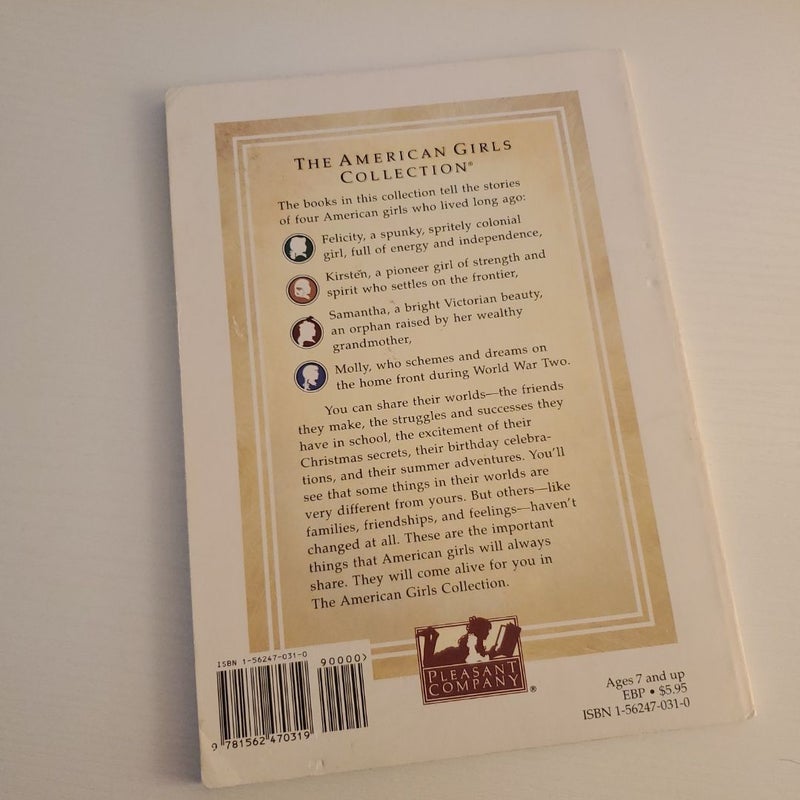 THE AMERICAN GIRLS
COLLECTION®
The books in this collection tell the stories
of four American girls who lived long ago:
Felicity, a spunky, spritely colonial
girl, full of energy and independence,
Kirsten, a pioneer girl of strength and
spirit who settles on the frontier,
Samantha, a bright Victorian beauty,
an orphan raised by her wealthy
grandmother,
Molly, who schemes and dreams on
the home front during World War Two.
You can share their worlds—the friends
they make, the struggles and successes they
have in school, the excitement of their
Christmas secrets, their birthday celebra-
tions, and their summer adventures. You'll
see that some things in their worlds are
very different from yours. But others—like
families, friendships, and feelings—haven't
changed at all. These are the important
things that American girls will always
share. They will come alive for you in
The American Girls Collection.
ISBN 1-56247-031-0
90000>
9 781562 470319
PLEASANT
COMPANY®
Ages 7 and up
EBP • $5.95
ISBN 1-56247-031-0